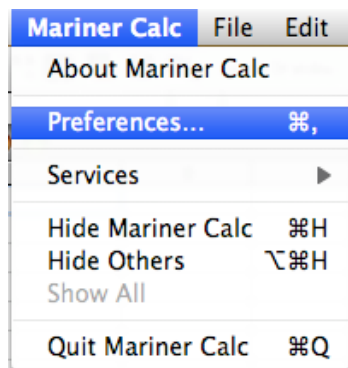 Mariner Calc File Edit
About Mariner Calc
Preferences... ⌘,
Services ▶
Hide Mariner Calc ⌘H
Hide Others ⌥⌘H
Show All
Quit Mariner Calc ⌘Q